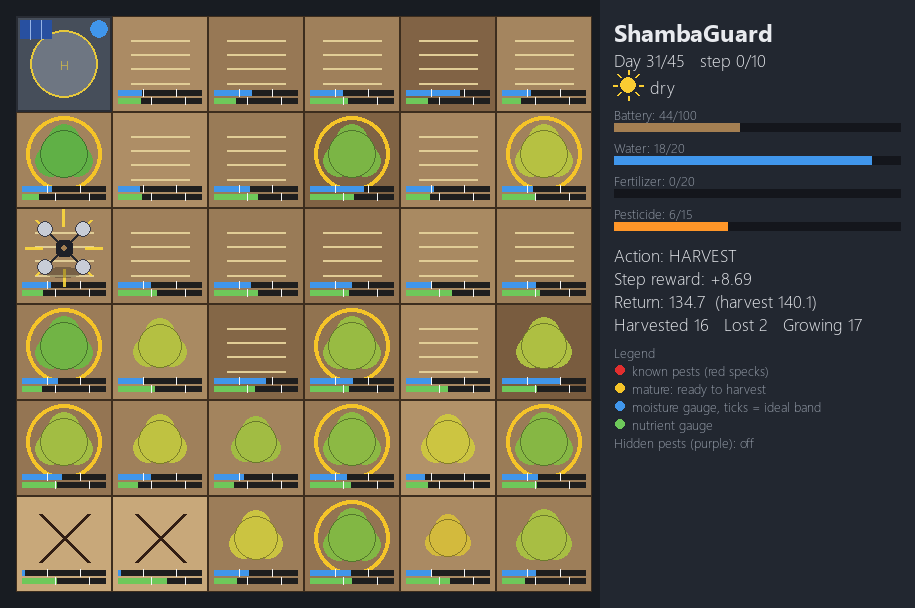 H
ShambaGuard
Day 31/45 step 0/10
dry
Battery: 44/100
Water: 18/20
Fertilizer: 0/20
Pesticide: 6/15
Action: HARVEST
Step reward: +8.69
Return: 134.7 (harvest 140.1)
Harvested 16 Lost 2 Growing 17
Legend
known pests (red specks)
mature: ready to harvest
moisture gauge, ticks = ideal band
nutrient gauge
Hidden pests (purple): off